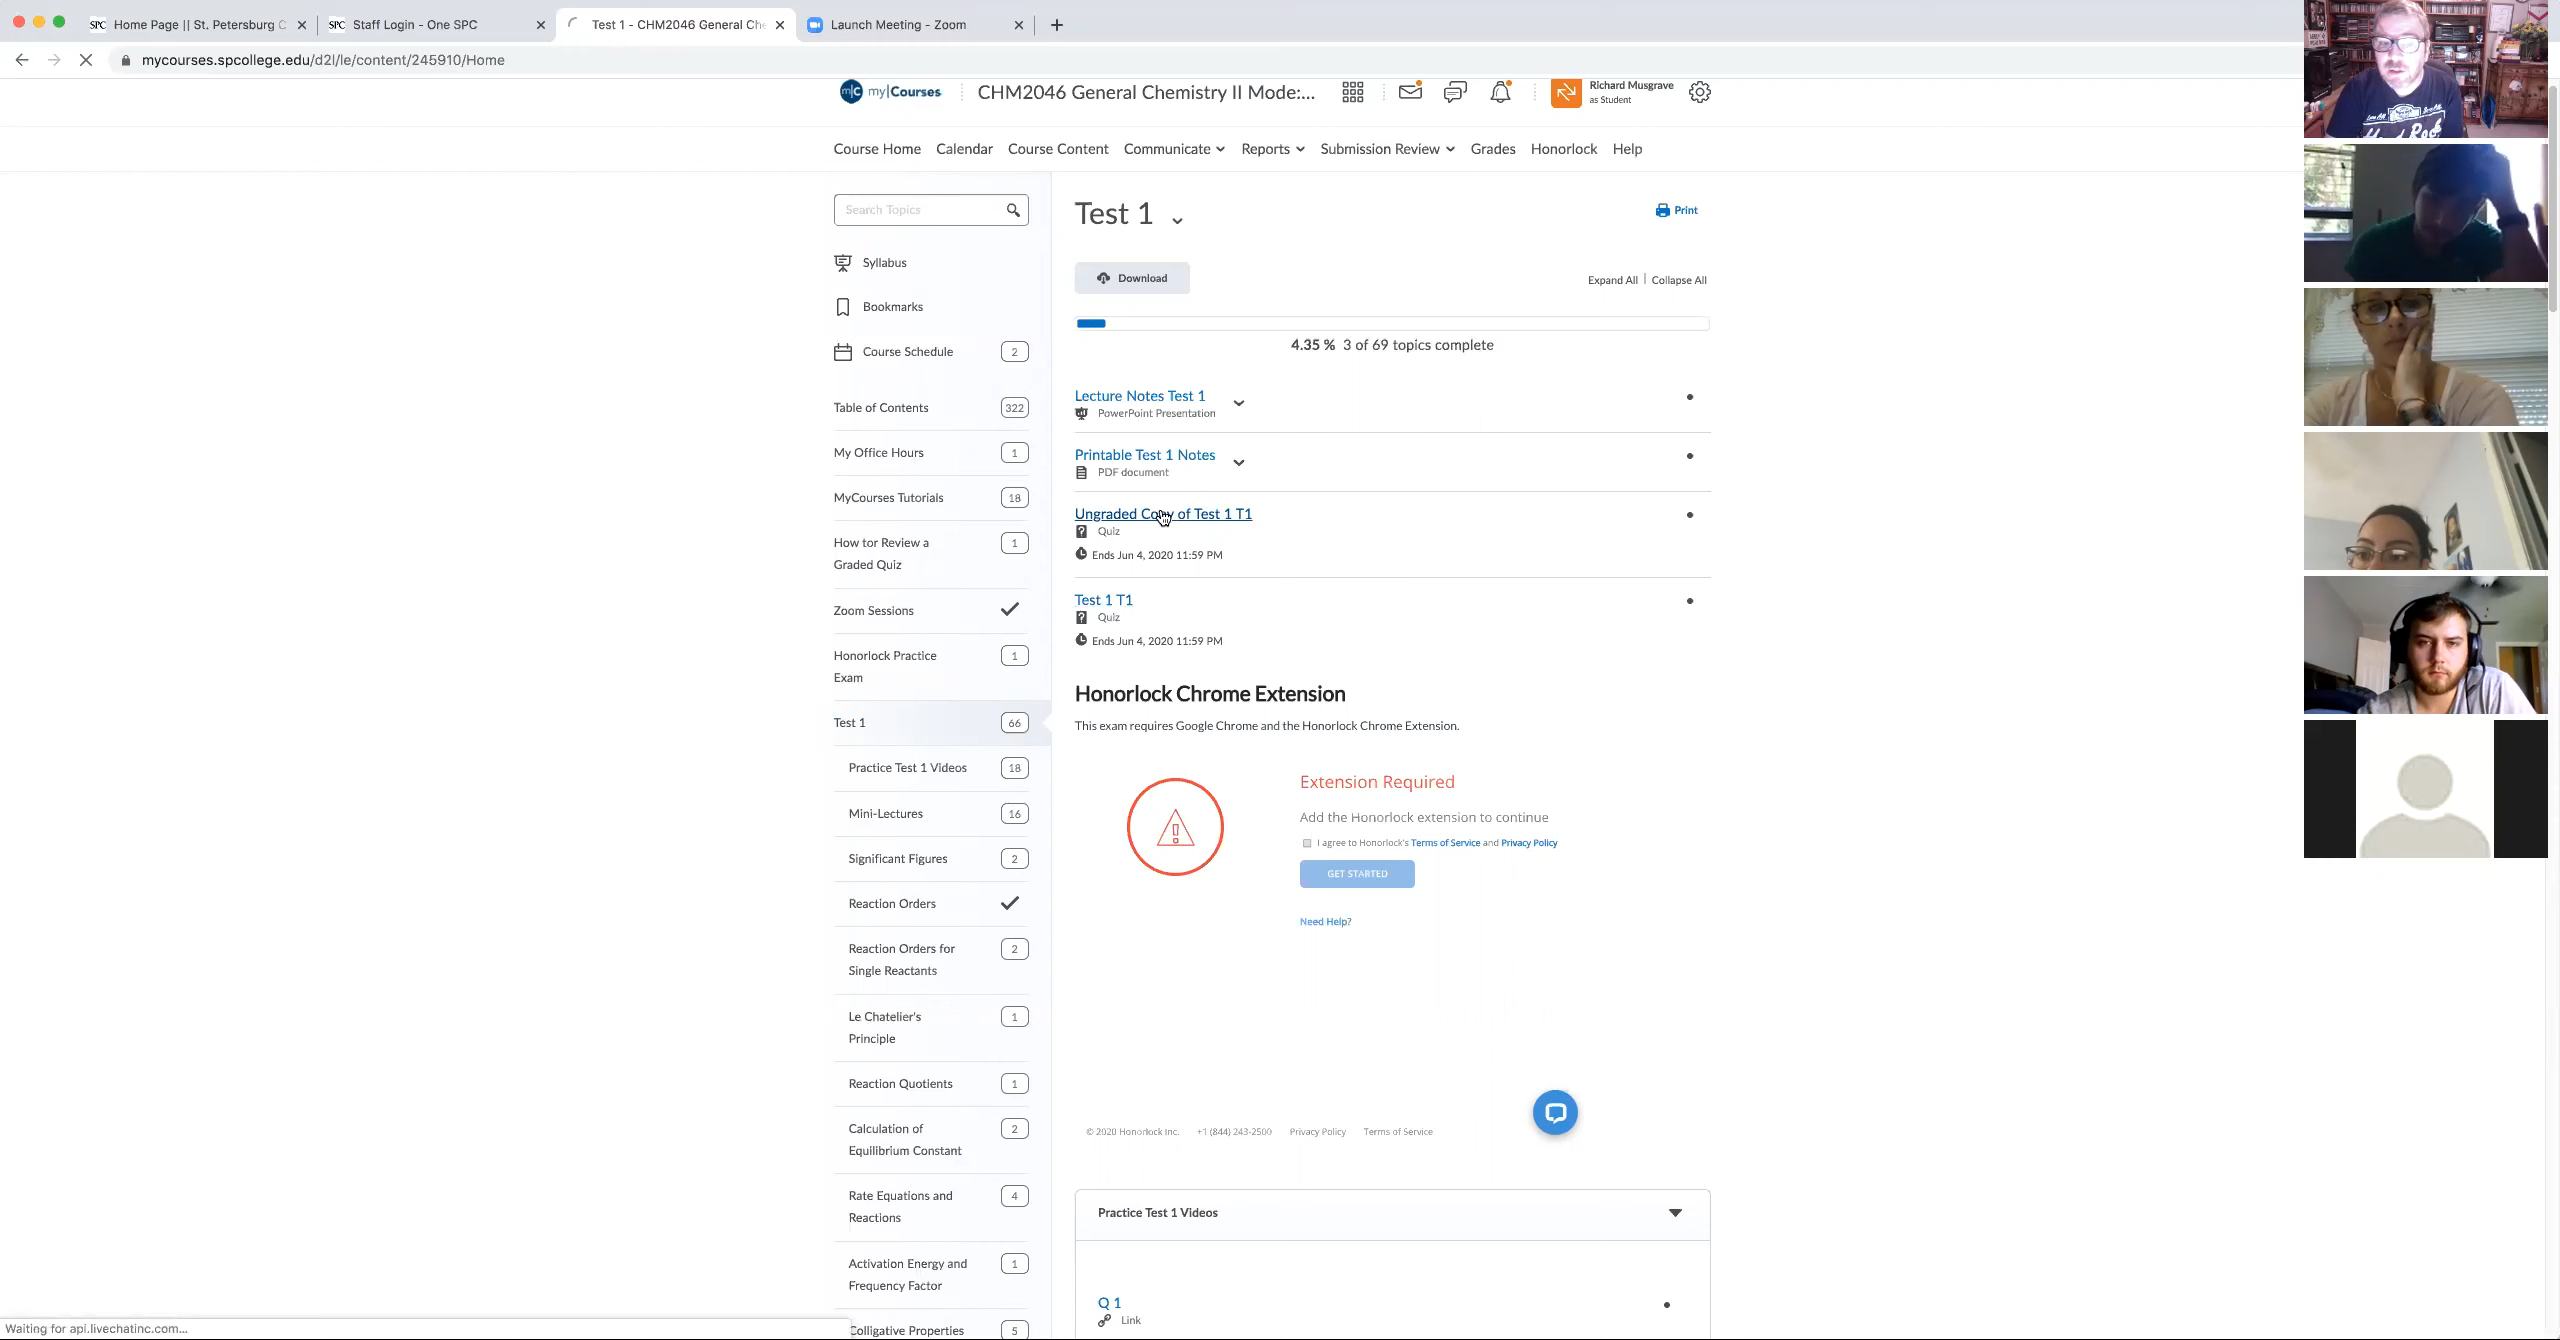 Home Page || St. Petersburg C
Staff Login - One SPC
Test 1 - CHM2046 General Che
Launch Meeting - Zoom
mycourses.spcollege.edu/d2l/le/content/245910/Home
my|Courses
CHM2046 General Chemistry II Mode:...
Richard Musgrave
as Student
Course Home
Calendar
Course Content
Communicate
Reports
Submission Review
Grades
Honorlock
Help
Search Topics
Syllabus
Bookmarks
Course Schedule 2
Table of Contents 322
My Office Hours 1
MyCourses Tutorials 18
How tor Review a 1
Graded Quiz
Zoom Sessions
Honorlock Practice 1
Exam
Test 1 66
Practice Test 1 Videos 18
Mini-Lectures 16
Significant Figures 2
Reaction Orders
Reaction Orders for 2
Single Reactants
Le Chatelier's 1
Principle
Reaction Quotients 1
Calculation of 2
Equilibrium Constant
Rate Equations and 4
Reactions
Activation Energy and 1
Frequency Factor
Colligative Properties 5
Test 1
Print
Download
Expand All | Collapse All
4.35 % 3 of 69 topics complete
Lecture Notes Test 1
PowerPoint Presentation
Printable Test 1 Notes
PDF document
Ungraded Copy of Test 1 T1
Quiz
Ends Jun 4, 2020 11:59 PM
Test 1 T1
Quiz
Ends Jun 4, 2020 11:59 PM
Honorlock Chrome Extension
This exam requires Google Chrome and the Honorlock Chrome Extension.
Extension Required
Add the Honorlock extension to continue
I agree to Honorlock's Terms of Service and Privacy Policy
GET STARTED
Need Help?
© 2020 Honorlock Inc. +1 (844) 243-2500 Privacy Policy Terms of Service
Practice Test 1 Videos
Q 1
Link
Waiting for api.livechatinc.com...